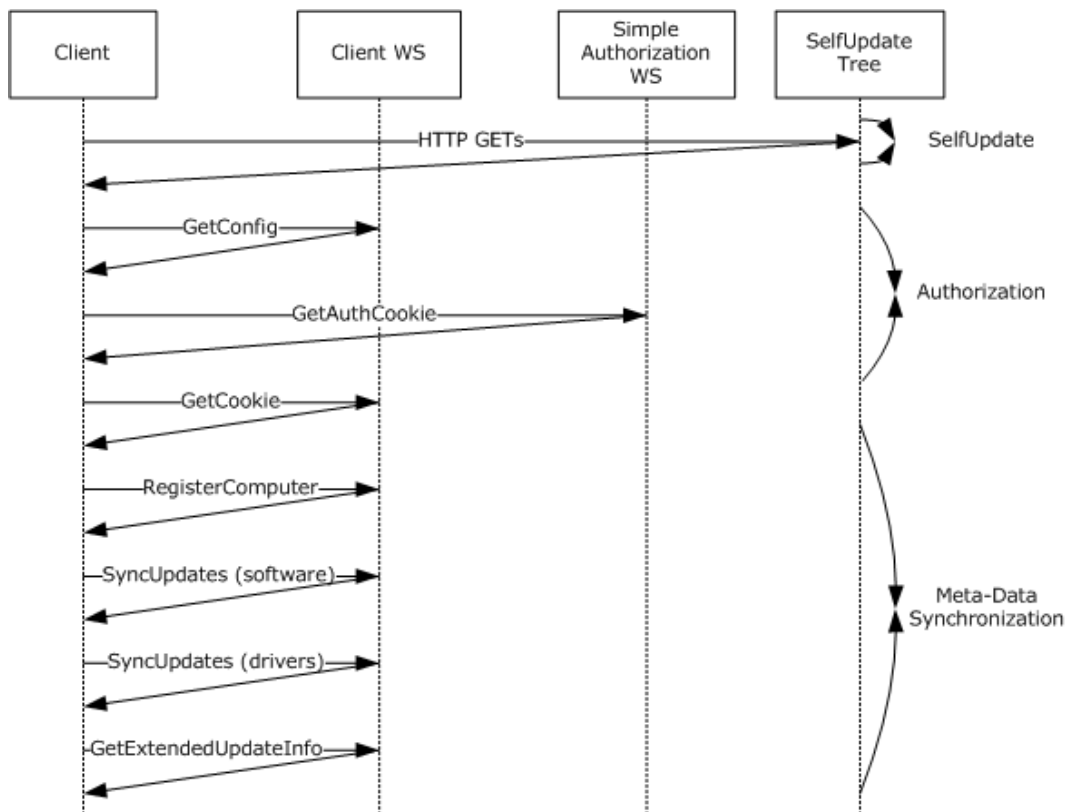 Client
Client WS
Simple
Authorization
WS
SelfUpdate
Tree
HTTP GETs
SelfUpdate
GetConfig
Authorization
GetAuthCookie
GetCookie
RegisterComputer
SyncUpdates (software)
Meta-Data
Synchronization
SyncUpdates (drivers)
GetExtendedUpdateInfo